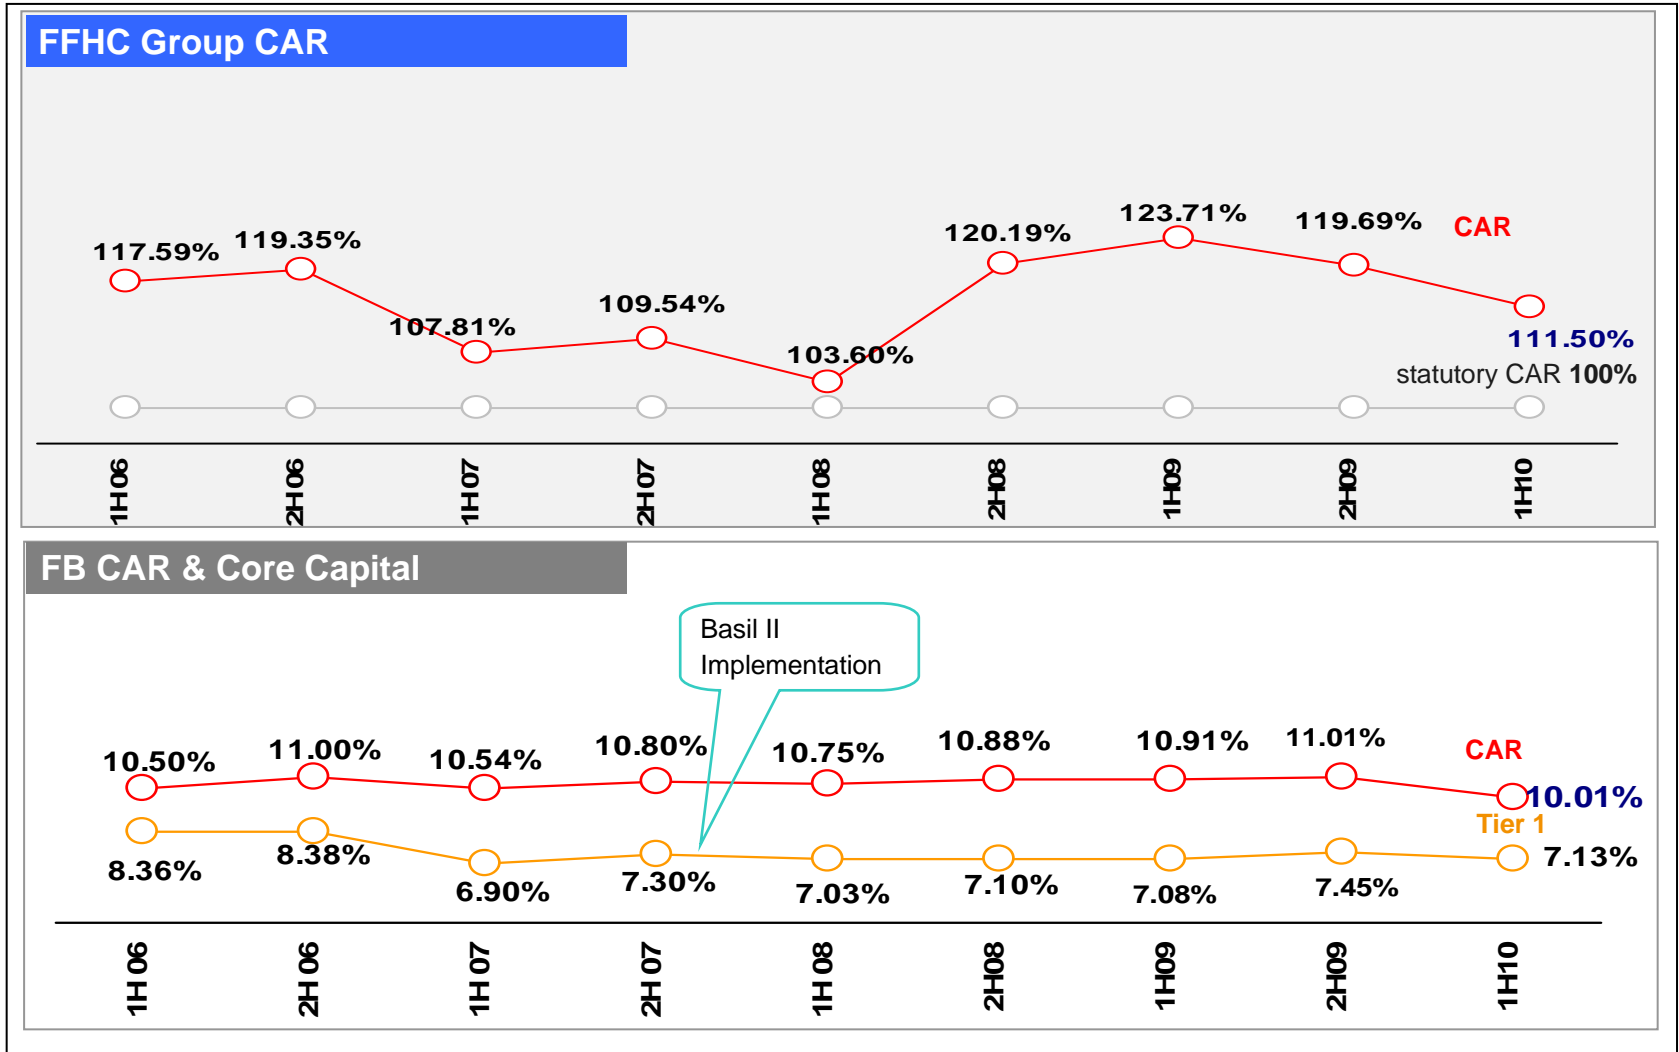 FFHC Group CAR
117.59%
119.35%
107.81%
109.54%
103.60%
120.19%
123.71%
119.69%
CAR
111.50%
statutory CAR 100%
1H06
2H06
1H07
2H07
1H08
2H08
1H09
2H09
1H10
FB CAR & Core Capital
Basil II
Implementation
10.50%
11.00%
10.54%
10.80%
10.75%
10.88%
10.91%
11.01%
CAR
10.01%
Tier 1
8.36%
8.38%
6.90%
7.30%
7.03%
7.10%
7.08%
7.45%
7.13%
1H 06
2H 06
1H 07
2H 07
1H 08
2H08
1H09
2H09
1H10